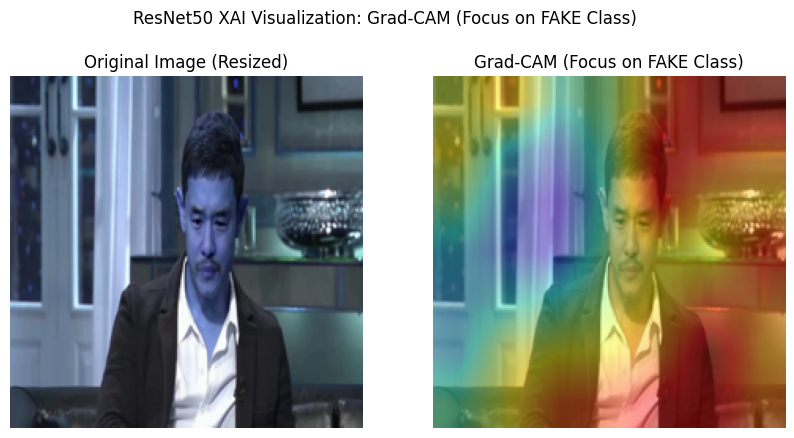 ResNet50 XAI Visualization: Grad-CAM (Focus on FAKE Class)
Original Image (Resized)
Grad-CAM (Focus on FAKE Class)